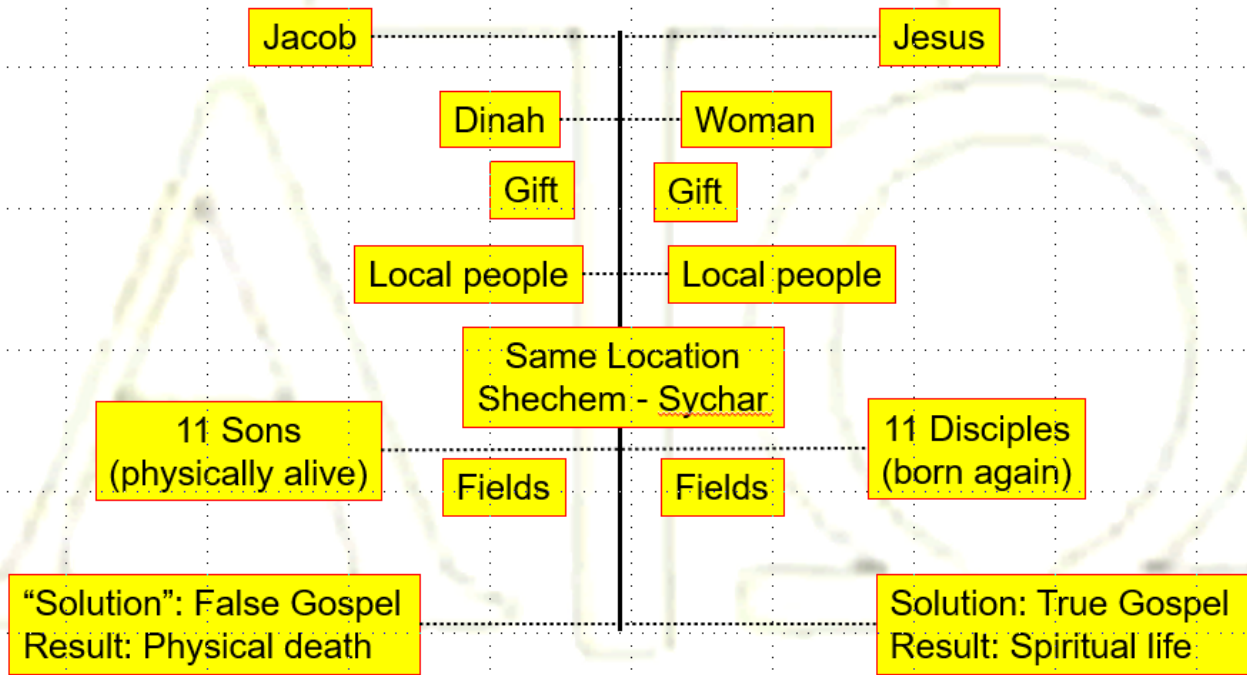 Jacob
Jesus
Dinah
Woman
Gift
Gift
Local people
Local people
Same Location
Shechem - Sychar
11 Sons
(physically alive)
11 Disciples
(born again)
Fields
Fields
“Solution”: False Gospel
Result: Physical death
Solution: True Gospel
Result: Spiritual life